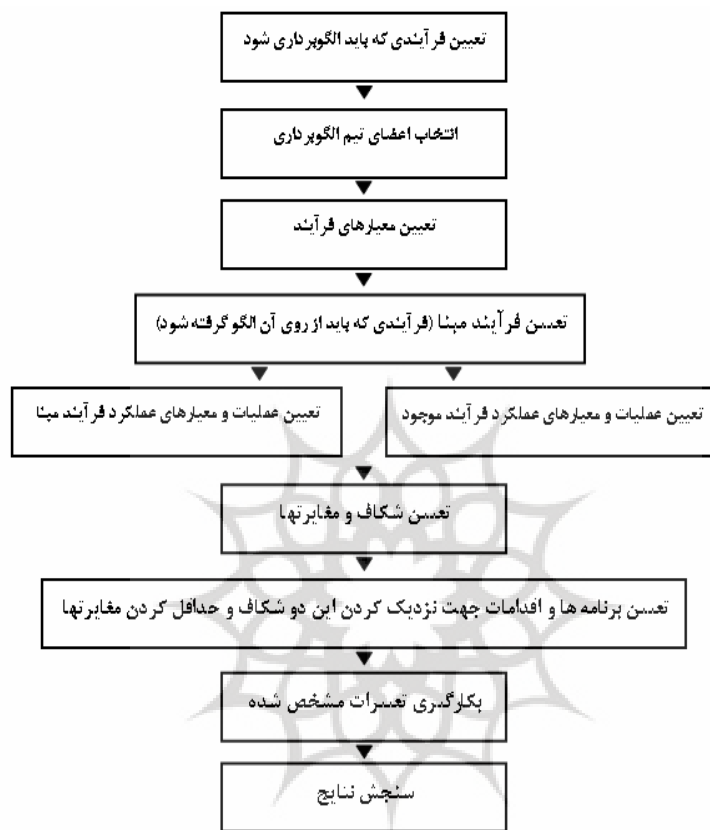 تعیین فرآیندی که باید الگوبرداری شود
انتخاب اعضای تیم الگوبرداری
تعیین معیارهای فرآیند
تعیین فرآیند مبنا (فرآیندی که باید از روی آن الگو گرفته شود)
تعیین عملیات و معیارهای عملکرد فرآیند موجود
تعیین عملیات و معیارهای عملکرد فرآیند مبنا
تعیین شکاف و مغایرتها
تعیین برنامه ها و اقدامات جهت نزدیک کردن این دو شکاف و حداقل کردن مغایرتها
بکارگیری تغییرات مشخص شده
سنجش نتایج